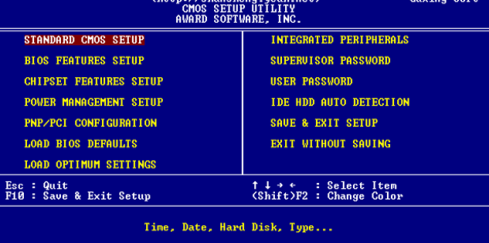 CMOS SETUP UTILITY
AWARD SOFTWARE, INC.
STANDARD CMOS SETUP
BIOS FEATURES SETUP
CHIPSET FEATURES SETUP
POWER MANAGEMENT SETUP
PNP/PCI CONFIGURATION
LOAD BIOS DEFAULTS
LOAD OPTIMUM SETTINGS
INTEGRATED PERIPHERALS
SUPERVISOR PASSWORD
USER PASSWORD
IDE HDD AUTO DETECTION
SAVE & EXIT SETUP
EXIT WITHOUT SAVING
Esc : Quit
F10 : Save & Exit Setup
↑ ↓ → ← : Select Item
(Shift)F2 : Change Color
Time, Date, Hard Disk, Type...